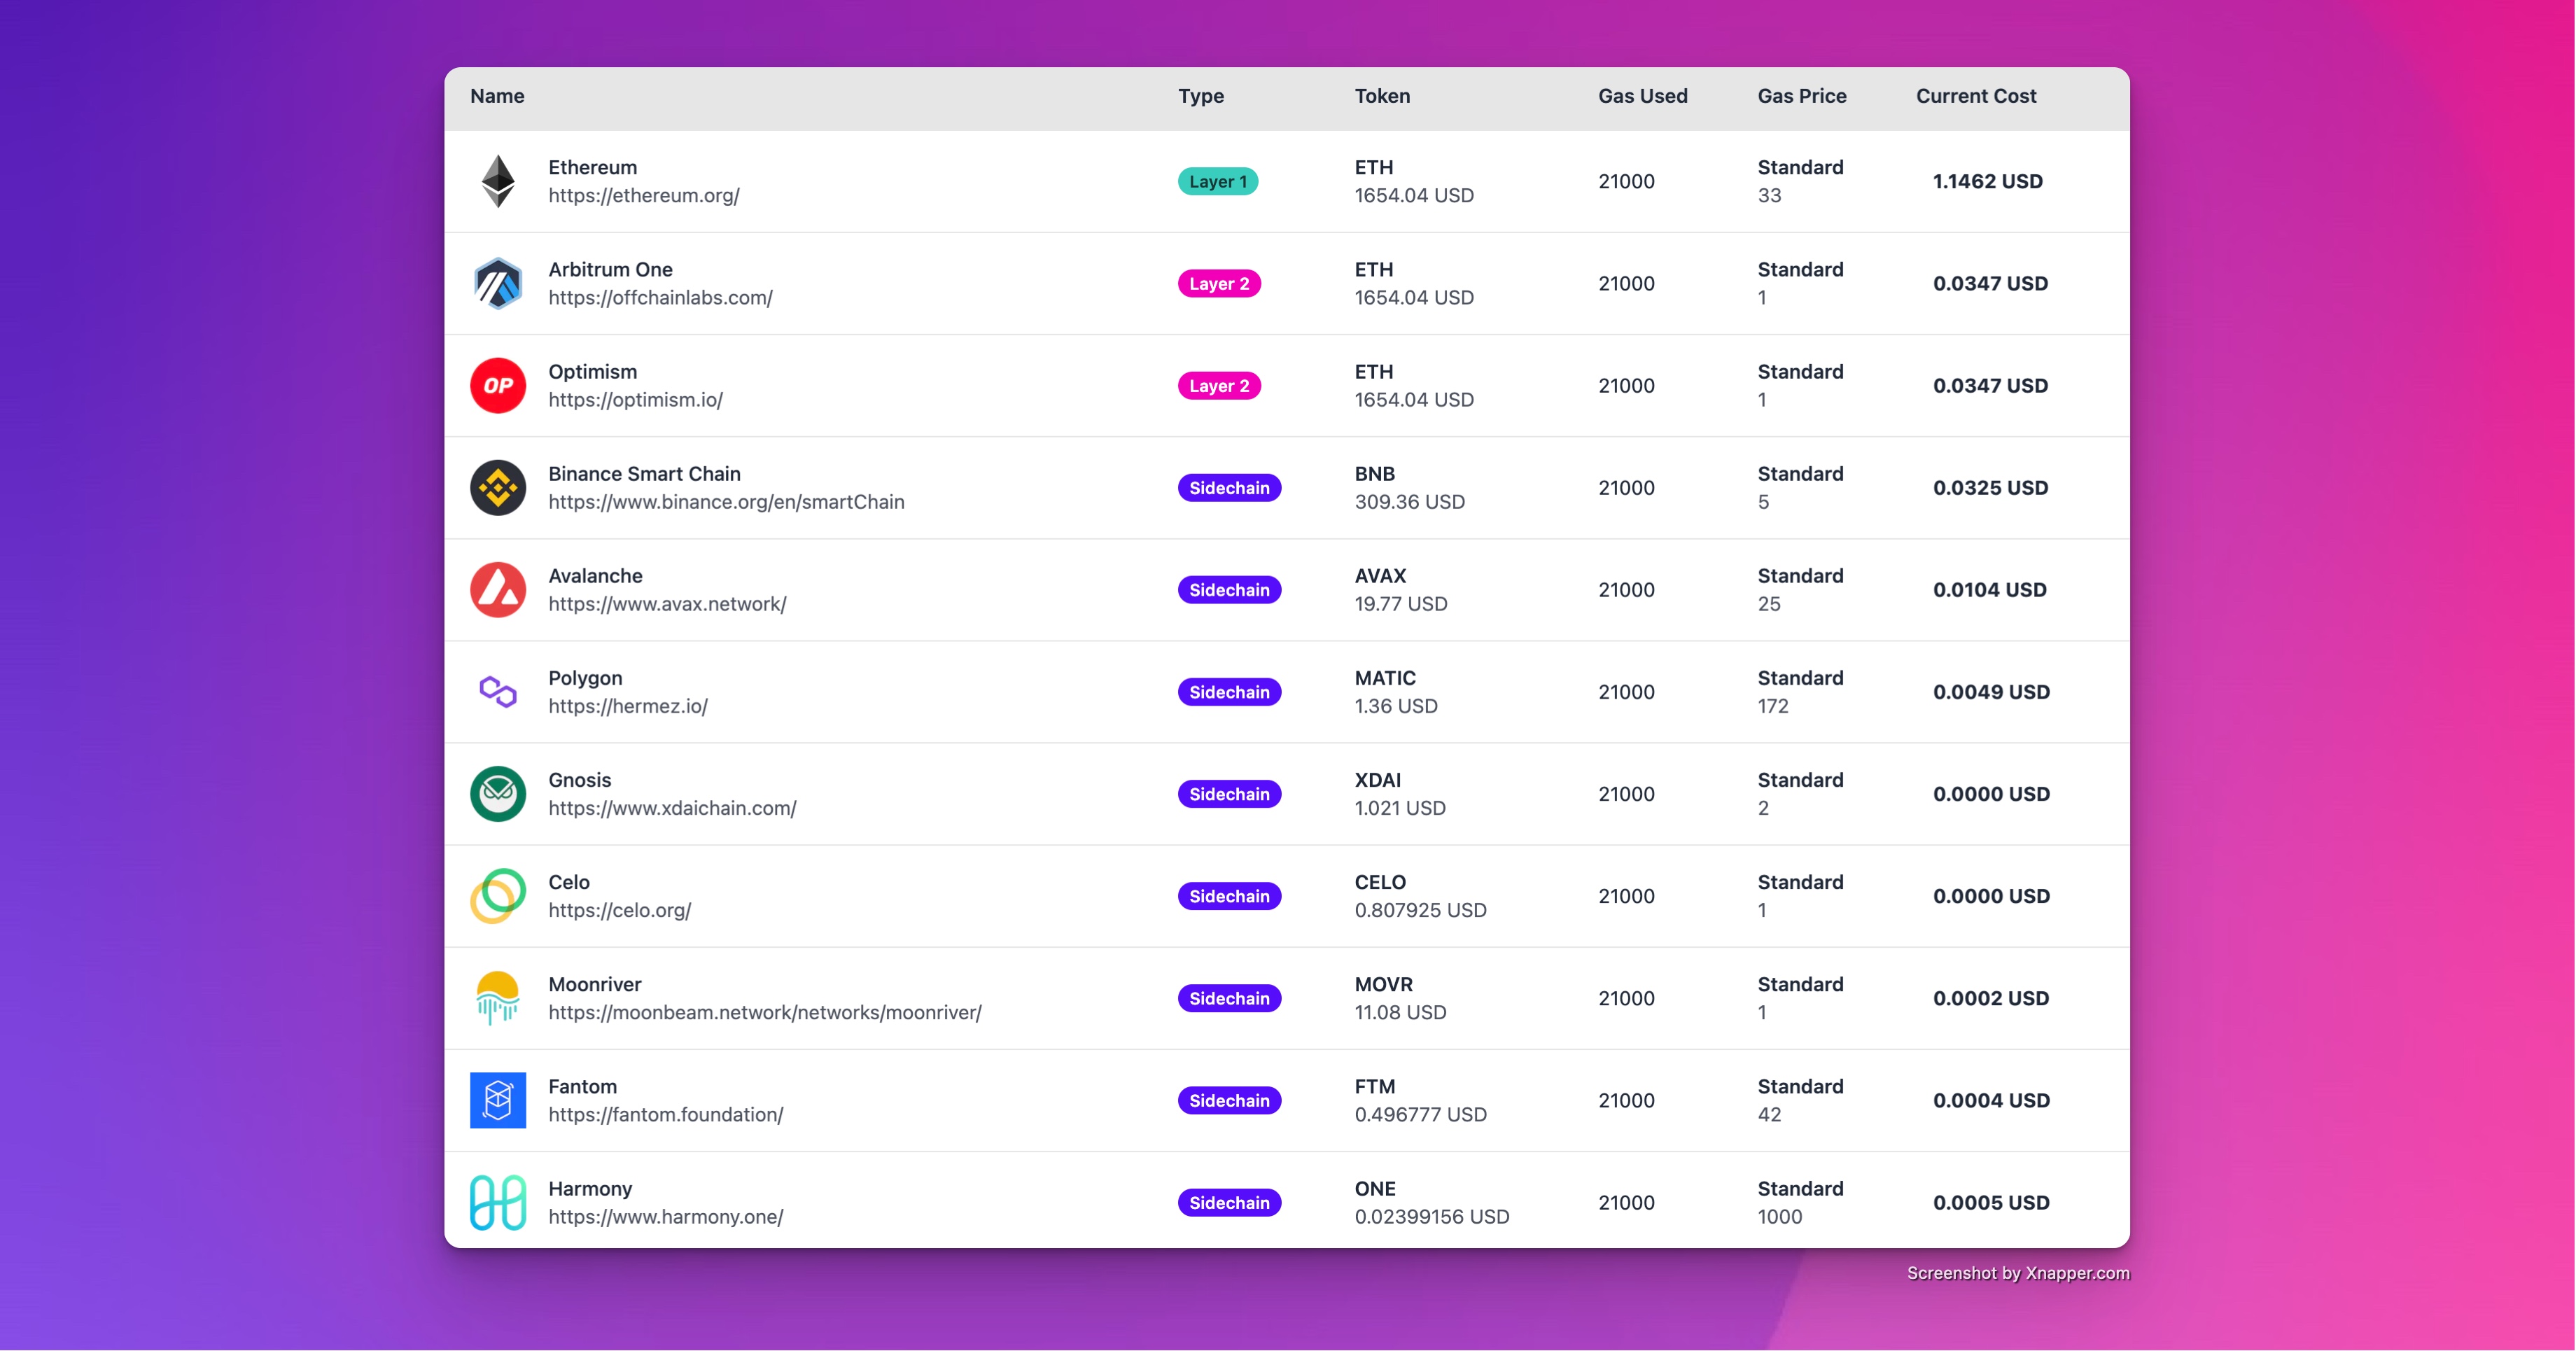 Name Type Token Gas Used Gas Price Current Cost
Ethereum ETH Standard
https://ethereum.org/ Layer 1 1654.04 USD 21000 33 1.1462 USD
Arbitrum One ETH Standard
https://offchainlabs.com/ Layer 2 1654.04 USD 21000 1 0.0347 USD
OP Optimism ETH Standard
https://optimism.io/ Layer 2 1654.04 USD 21000 1 0.0347 USD
Binance Smart Chain BNB Standard
https://www.binance.org/en/smartChain Sidechain 309.36 USD 21000 5 0.0325 USD
Avalanche AVAX Standard
https://www.avax.network/ Sidechain 19.77 USD 21000 25 0.0104 USD
Polygon MATIC Standard
https://hermez.io/ Sidechain 1.36 USD 21000 172 0.0049 USD
Gnosis XDAI Standard
https://www.xdaichain.com/ Sidechain 1.021 USD 21000 2 0.0000 USD
Celo CELO Standard
https://celo.org/ Sidechain 0.807925 USD 21000 1 0.0000 USD
Moonriver MOVR Standard
https://moonbeam.network/networks/moonriver/ Sidechain 11.08 USD 21000 1 0.0002 USD
Fantom FTM Standard
https://fantom.foundation/ Sidechain 0.496777 USD 21000 42 0.0004 USD
Harmony ONE Standard
https://www.harmony.one/ Sidechain 0.02399156 USD 21000 1000 0.0005 USD
Screenshot by Xnapper.com